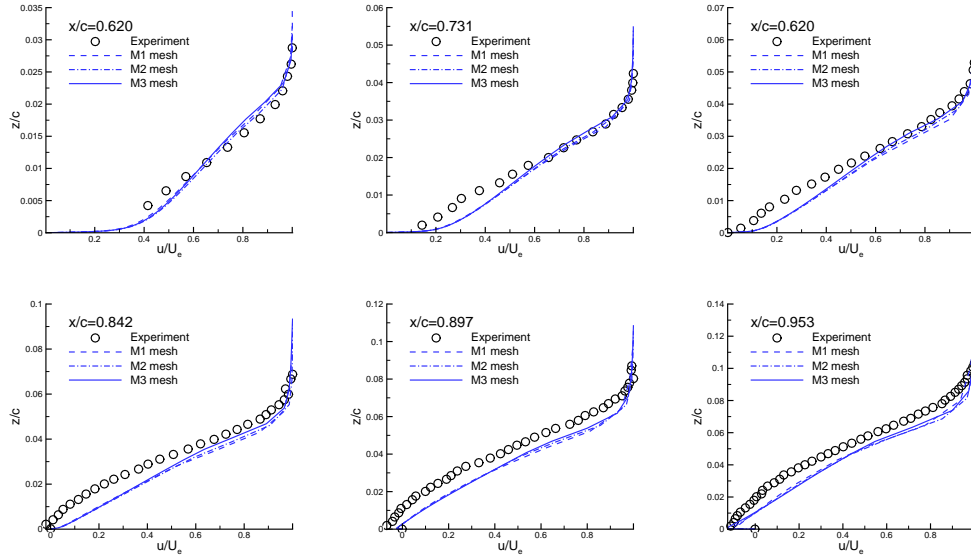 x/c=0.620
Experiment
M1 mesh
M2 mesh
M3 mesh
z/c
0.035
0.03
0.025
0.02
0.015
0.01
0.005
0
0.2
0.4
0.6
0.8
1
u/U_e
x/c=0.731
Experiment
M1 mesh
M2 mesh
M3 mesh
z/c
0.06
0.05
0.04
0.03
0.02
0.01
0
0.2
0.4
0.6
0.8
1
u/U_e
x/c=0.620
Experiment
M1 mesh
M2 mesh
M3 mesh
z/c
0.07
0.06
0.05
0.04
0.03
0.02
0.01
0
0.2
0.4
0.6
0.8
u/U_e
x/c=0.842
Experiment
M1 mesh
M2 mesh
M3 mesh
z/c
0.1
0.08
0.06
0.04
0.02
0
0
0.2
0.4
0.6
0.8
1
u/U_e
x/c=0.897
Experiment
M1 mesh
M2 mesh
M3 mesh
z/c
0.12
0.1
0.08
0.06
0.04
0.02
0
0
0.2
0.4
0.6
0.8
1
u/U_e
x/c=0.953
Experiment
M1 mesh
M2 mesh
M3 mesh
z/c
0.14
0.12
0.1
0.08
0.06
0.04
0.02
0
0
0.2
0.4
0.6
0.8
u/U_e